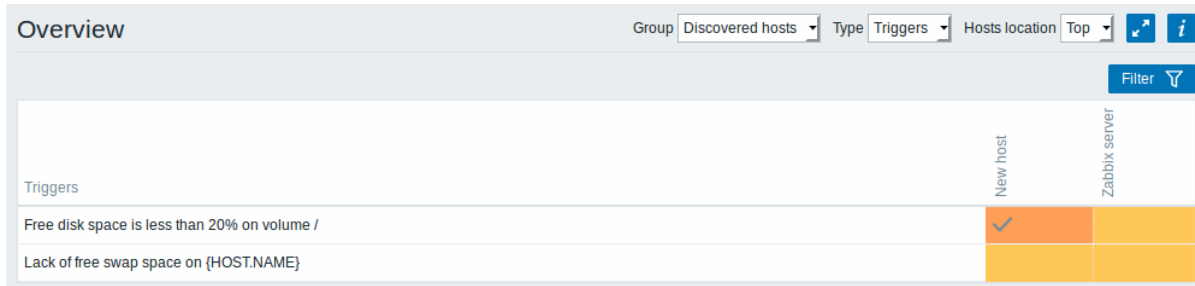 Overview
Group Discovered hosts Type Triggers Hosts location Top i
Filter
Triggers New host Zabbix server
Free disk space is less than 20% on volume /
Lack of free swap space on {HOST.NAME}